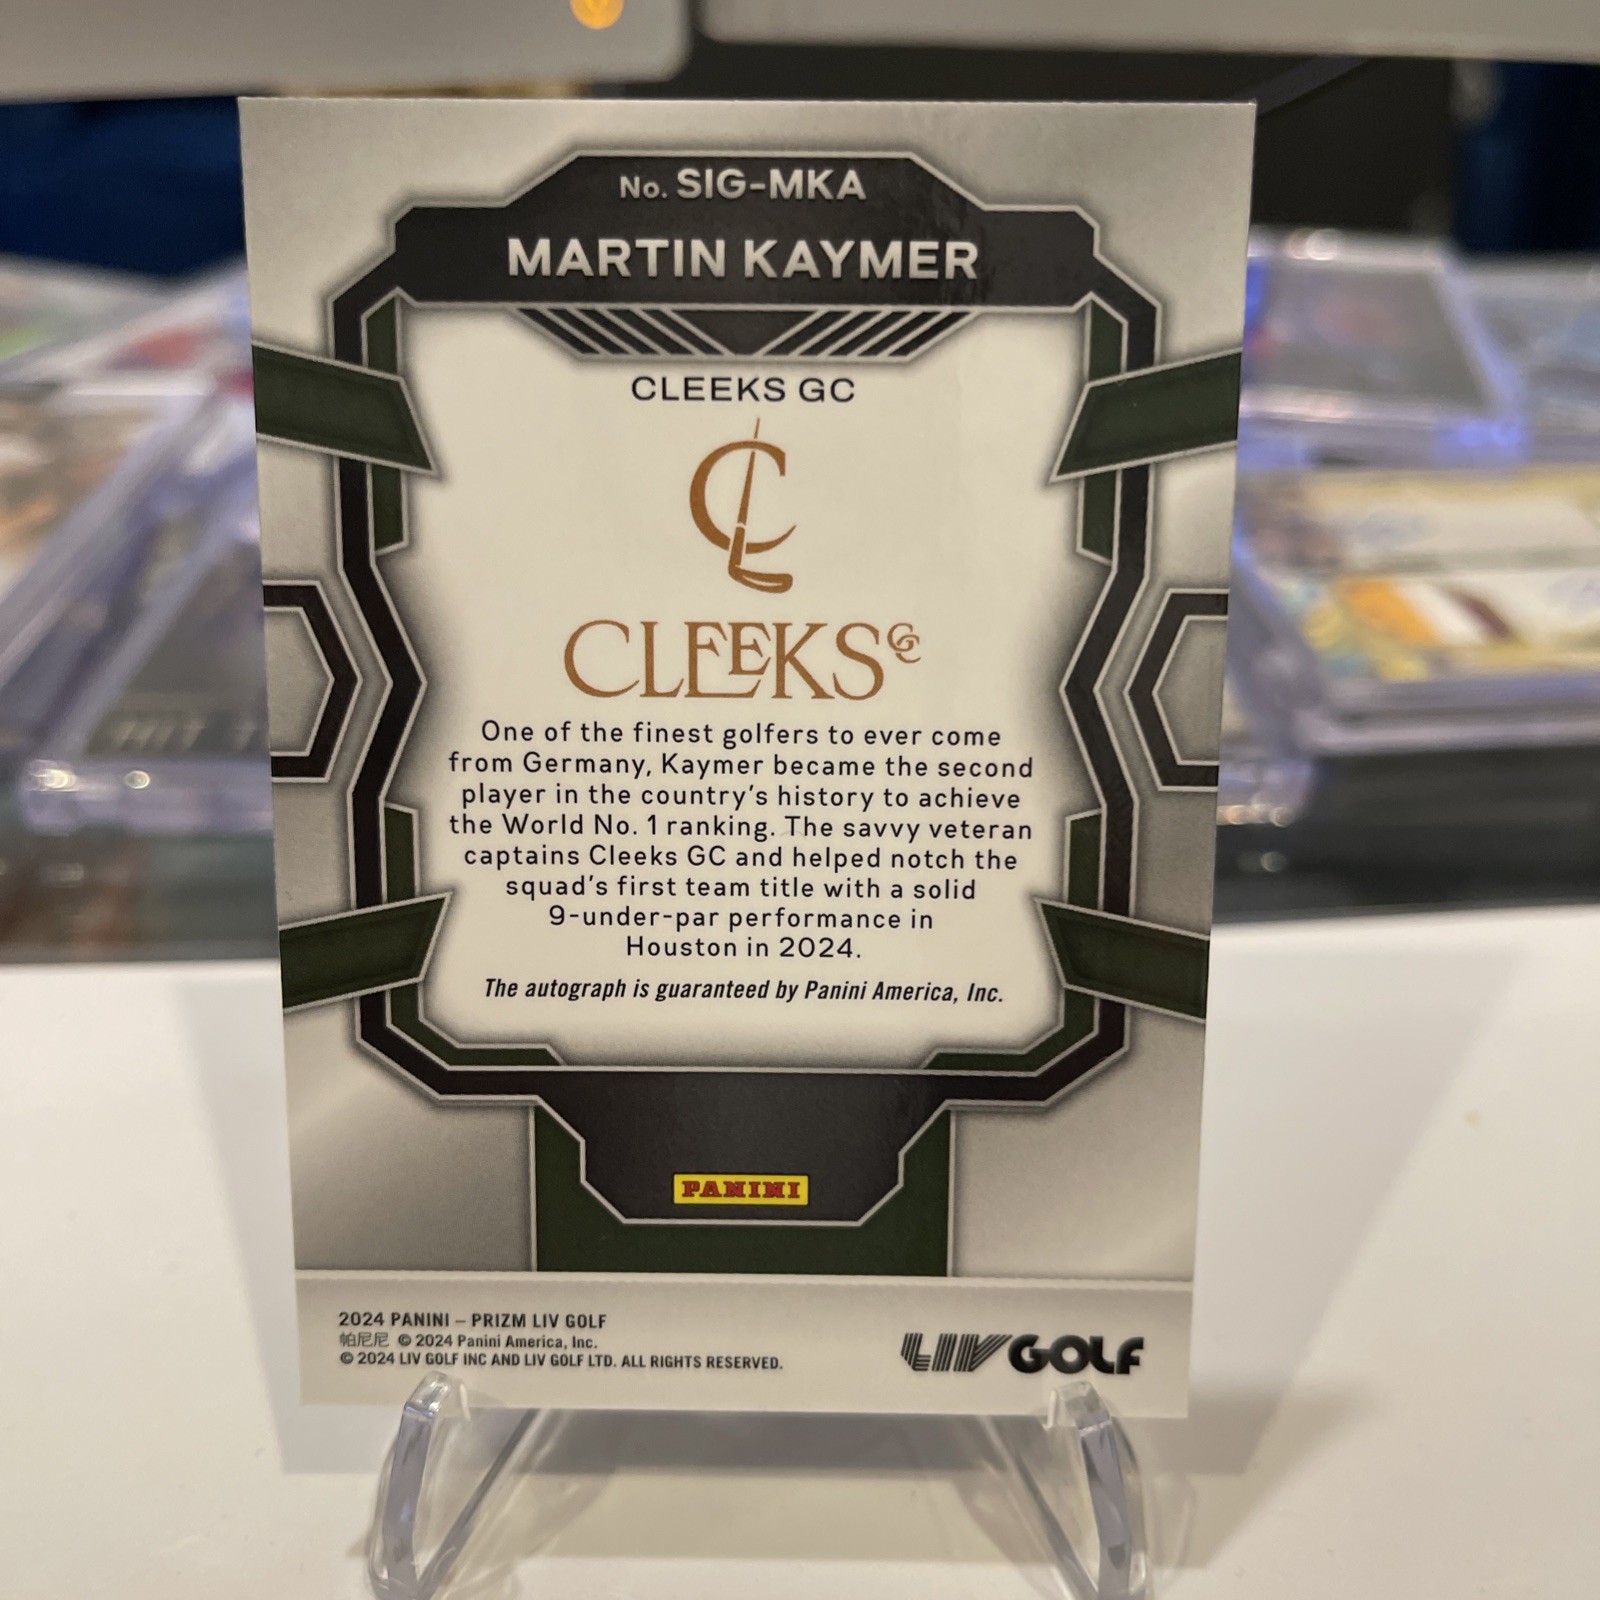 No. SIG-MKA
MARTIN KAYMER
CLEEKS GC
CLEEKS GC
One of the finest golfers to ever come
from Germany, Kaymer became the second
player in the country's history to achieve
the World No. 1 ranking. The savvy veteran
captains Cleeks GC and helped notch the
squad's first team title with a solid
9-under-par performance in
Houston in 2024.
The autograph is guaranteed by Panini America, Inc.
PANINI
2024 PANINI – PRIZM LIV GOLF
帕尼尼 © 2024 Panini America, Inc.
© 2024 LIV GOLF INC AND LIV GOLF LTD. ALL RIGHTS RESERVED.
LIV GOLF